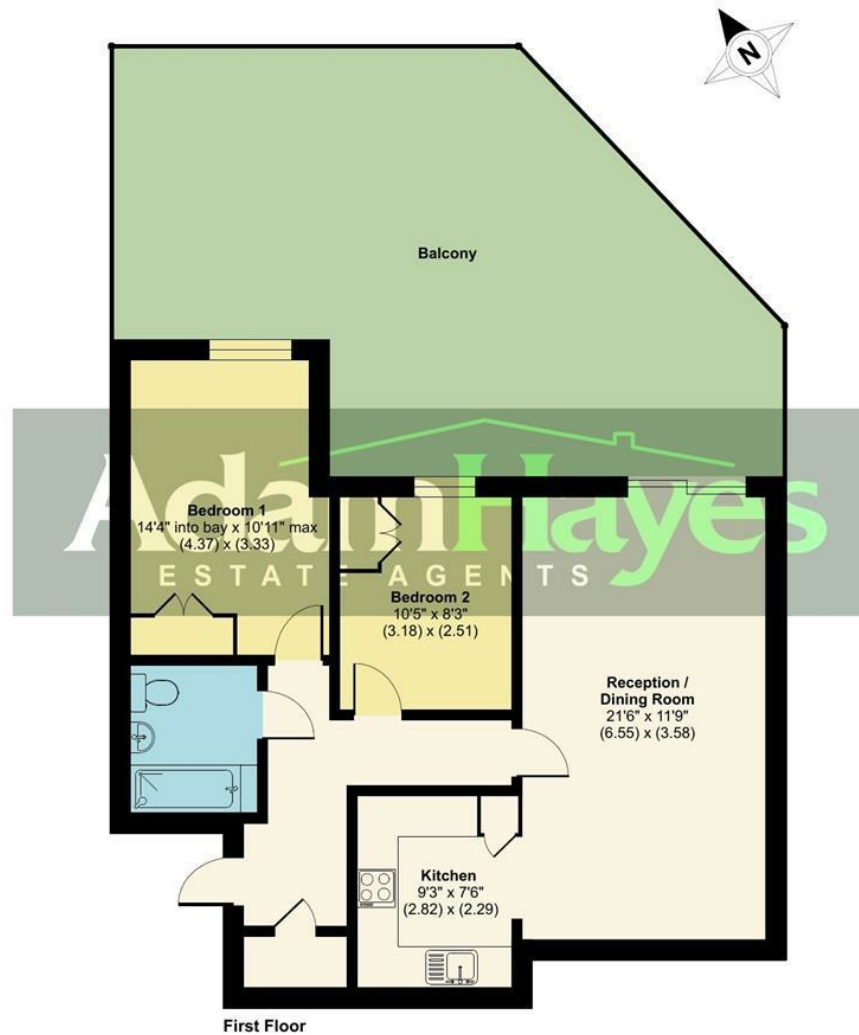 N
Balcony
AdamHayes
ESTATE AGENTS
Bedroom 1
14'4" into bay x 10'11" max
(4.37) x (3.33)
Bedroom 2
10'5" x 8'3"
(3.18) x (2.51)
Reception /
Dining Room
21'6" x 11'9"
(6.55) x (3.58)
Kitchen
9'3" x 7'6"
(2.82) x (2.29)
First Floor